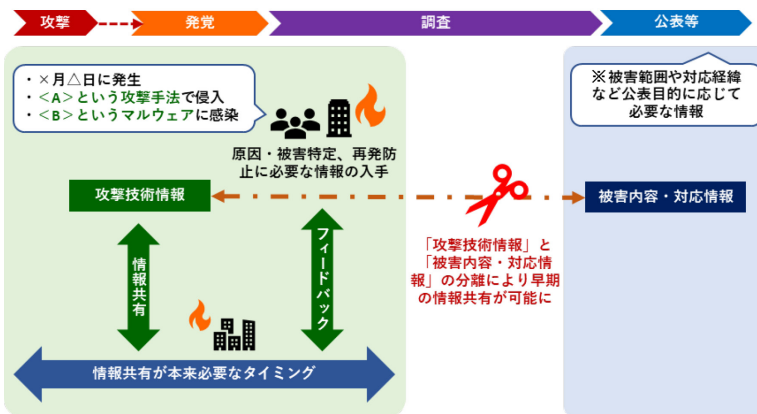 攻撃
発覚
調査
公表等
・×月△日に発生
・<A>という攻撃手法で侵入
・<B>というマルウェアに感染
原因・被害特定、再発防
止に必要な情報の入手
※被害範囲や対応経緯
など公表目的に応じて
必要な情報
攻撃技術情報
被害内容・対応情報
情報共有
フィードバック
「攻撃技術情報」と
「被害内容・対応情
報」の分離により早期
の情報共有が可能に
情報共有が本来必要なタイミング